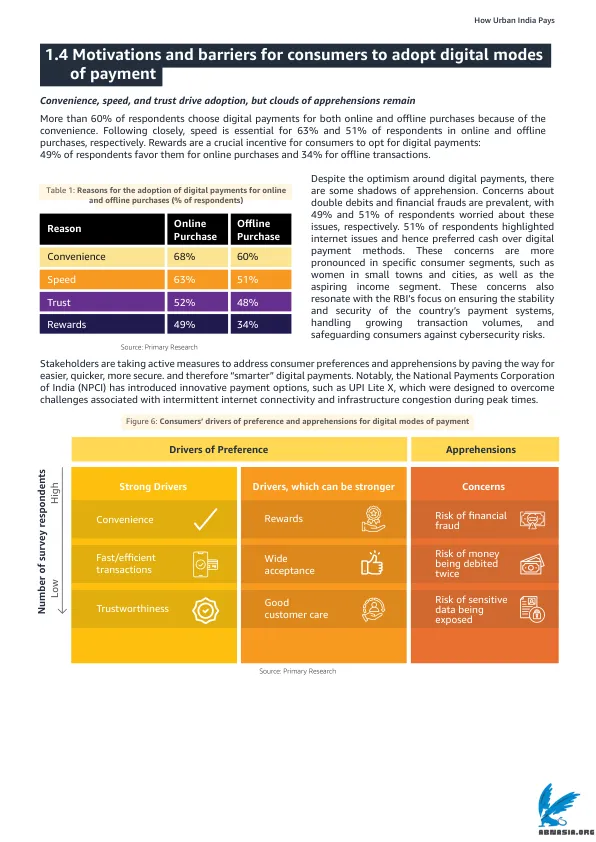 How Urban India Pays
1.4 Motivations and barriers for consumers to adopt digital modes
of payment
Convenience, speed, and trust drive adoption, but clouds of apprehensions remain
More than 60% of respondents choose digital payments for both online and offline purchases because of the
convenience. Following closely, speed is essential for 63% and 51% of respondents in online and offline
purchases, respectively. Rewards are a crucial incentive for consumers to opt for digital payments:
49% of respondents favor them for online purchases and 34% for offline transactions.
Table 1: Reasons for the adoption of digital payments for online
and offline purchases (% of respondents)
Reason Online Purchase Offline Purchase
Convenience 68% 60%
Speed 63% 51%
Trust 52% 48%
Rewards 49% 34%
Source: Primary Research
Despite the optimism around digital payments, there
are some shadows of apprehension. Concerns about
double debits and financial frauds are prevalent, with
49% and 51% of respondents worried about these
issues, respectively. 51% of respondents highlighted
internet issues and hence preferred cash over digital
payment methods. These concerns are more
pronounced in specific consumer segments, such as
women in small towns and cities, as well as the
aspiring income segment. These concerns also
resonate with the RBI's focus on ensuring the stability
and security of the country's payment systems,
handling growing transaction volumes, and
safeguarding consumers against cybersecurity risks.
Stakeholders are taking active measures to address consumer preferences and apprehensions by paving the way for
easier, quicker, more secure. and therefore "smarter" digital payments. Notably, the National Payments Corporation
of India (NPCI) has introduced innovative payment options, such as UPI Lite X, which were designed to overcome
challenges associated with intermittent internet connectivity and infrastructure congestion during peak times.
Figure 6: Consumers' drivers of preference and apprehensions for digital modes of payment
Number of survey respondents
High
Low
Drivers of Preference
Apprehensions
Strong Drivers
Drivers, which can be stronger
Concerns
Convenience
Rewards
Risk of financial
fraud
Fast/efficient
transactions
Wide
acceptance
Risk of money
being debited
twice
Trustworthiness
Good
customer care
Risk of sensitive
data being
exposed
Source: Primary Research
ABNASIA.ORG